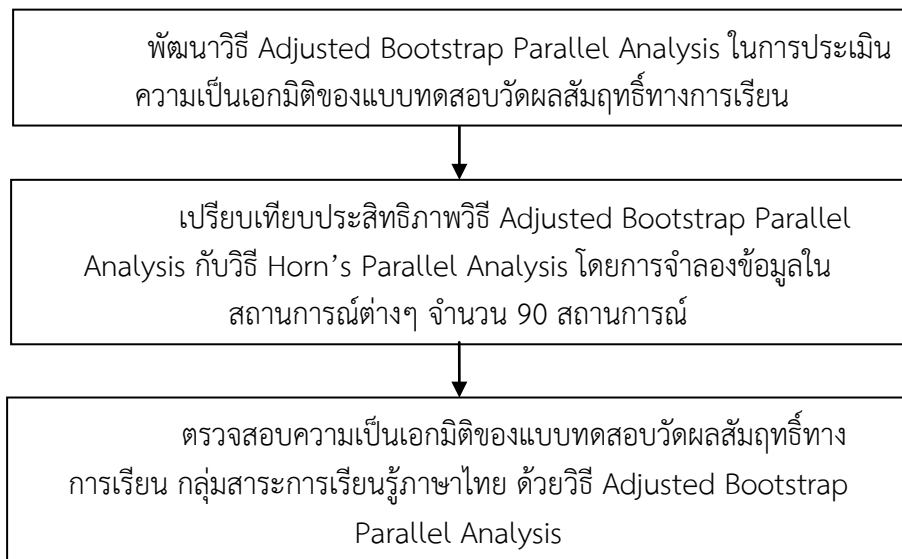 พัฒนาวิธี Adjusted Bootstrap Parallel Analysis ในการประเมิน
ความเป็นเอกมิติของแบบทดสอบวัดผลสัมฤทธิ์ทางการเรียน
เปรียบเทียบประสิทธิภาพวิธี Adjusted Bootstrap Parallel
Analysis กับวิธี Horn’s Parallel Analysis โดยการจำลองข้อมูลใน
สถานการณ์ต่างๆ จำนวน 90 สถานการณ์
ตรวจสอบความเป็นเอกมิติของแบบทดสอบวัดผลสัมฤทธิ์ทาง
การเรียน กลุ่มสาระการเรียนรู้ภาษาไทย ด้วยวิธี Adjusted Bootstrap
Parallel Analysis